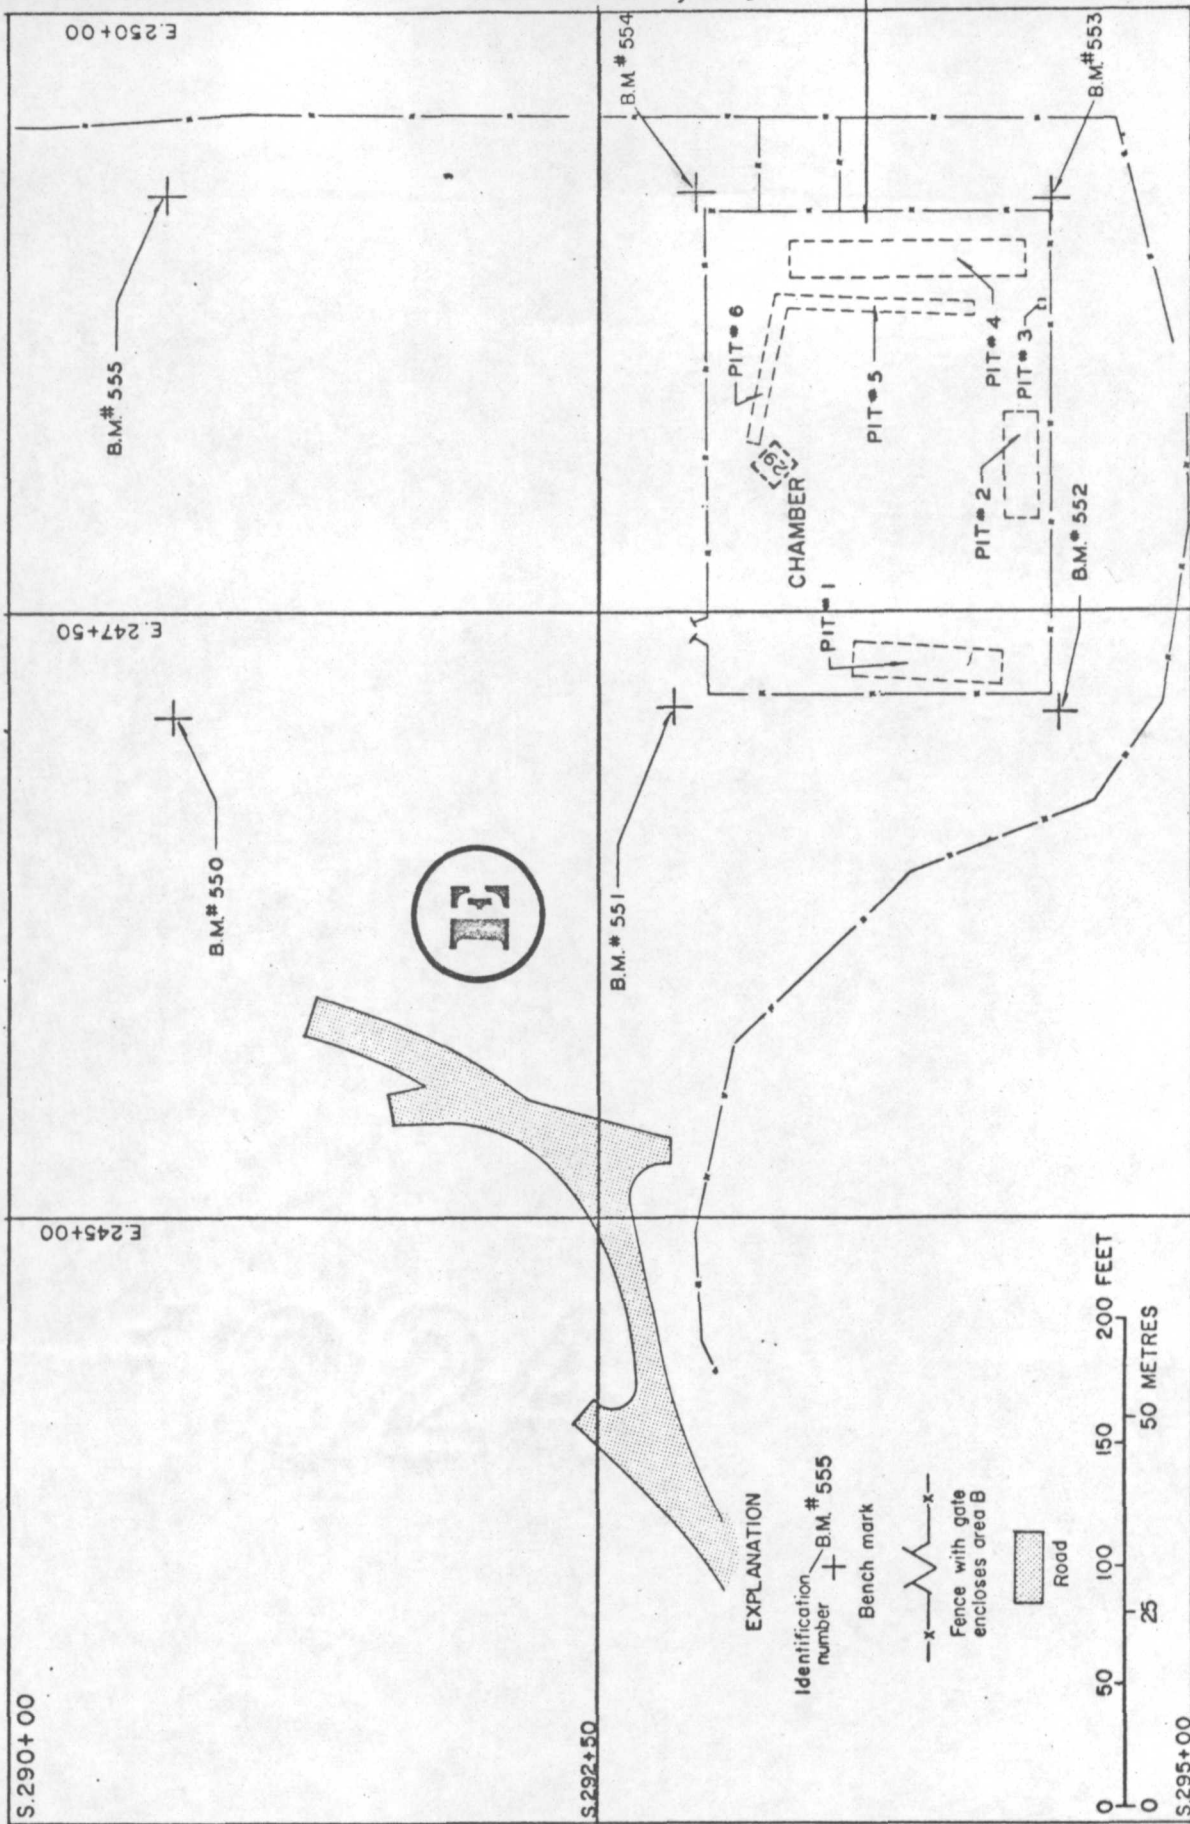 S.290+00
E.245+00
E.247+50
E.250+00
B.M.# 550
B.M.# 555
IE
S.292+50
B.M.# 551
B.M.# 554
PIT# 6
291
CHAMBER
PIT# 1
PIT# 5
PIT# 4
PIT# 3
PIT# 2
B.M.# 552
B.M.#553
EXPLANATION
Identification
number
B.M.# 555
Bench mark
Fence with gate
encloses area B
Road
0 50 100 150 200 FEET
0 25 50 METRES
S.295+00